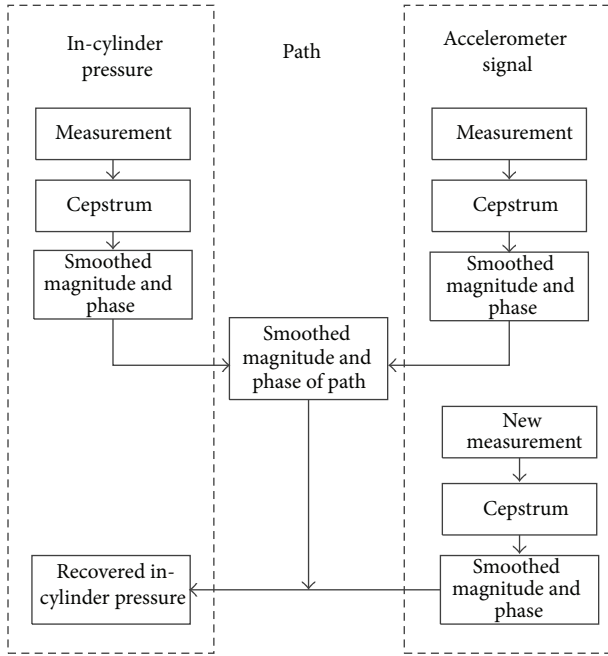 In-cylinder
pressure
Measurement
Cepstrum
Smoothed
magnitude and
phase
Path
Smoothed
magnitude and
phase of path
Accelerometer
signal
Measurement
Cepstrum
Smoothed
magnitude and
phase
New
measurement
Cepstrum
Smoothed
magnitude and
phase
Recovered in-
cylinder pressure